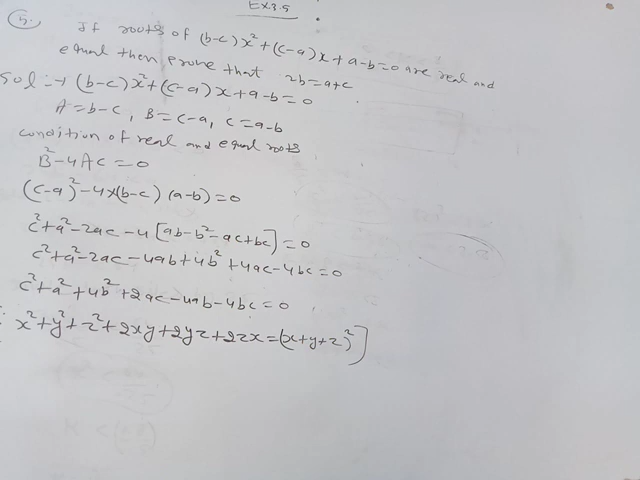 Ex 3.5
5. If roots of (b-c)x²+(c-a)x+a-b=0 are real and
equal then prove that 2b=a+c
Sol :→ (b-c)x²+(c-a)x+a-b=0
A=b-c, B=c-a, C=a-b
condition of real and equal roots
B²-4AC=0
(c-a)²-4×(b-c)(a-b)=0
c²+a²-2ac-4[ab-b²-ac+bc]=0
c²+a²-2ac-4ab+4b²+4ac-4bc=0
c²+a²+4b²+2ac-4ab-4bc=0
∵ x²+y²+z²+2xy+2yz+2zx=(x+y+z)²]